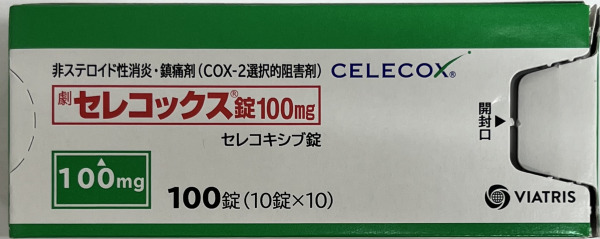 非ステロイド性消炎・鎮痛剤(COX-2選択的阻害剤) CELECOX®
劇 セレコックス®錠100mg
セレコキシブ錠
開封口
100mg
100錠(10錠×10)
VIATRIS